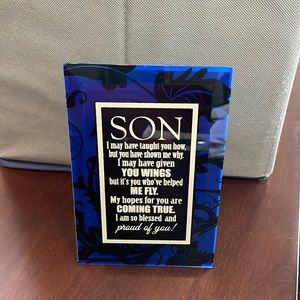 SON
I may have taught you how,
but you have shown me why.
I may have given
YOU WINGS
but it's you who've helped
ME FLY.
My hopes for you are
COMING TRUE.
I am so blessed and
proud of you!